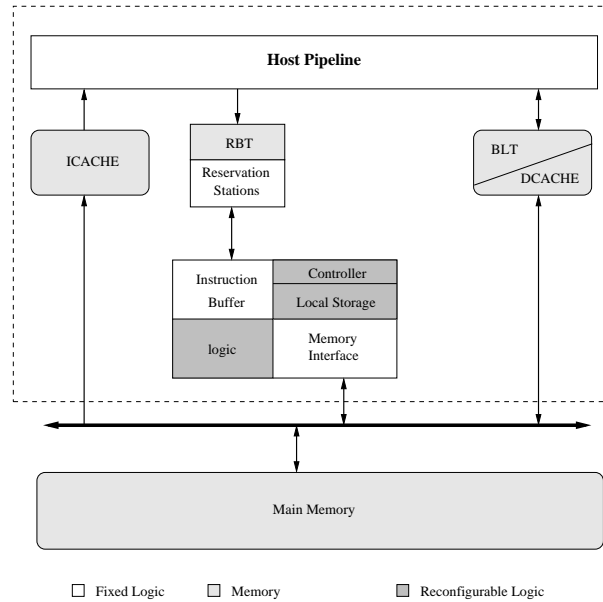 Host Pipeline
ICACHE
RBT
Reservation
Stations
BLT
DCACHE
Instruction
Buffer
Controller
Local Storage
logic
Memory
Interface
Main Memory
Fixed Logic
Memory
Reconfigurable Logic